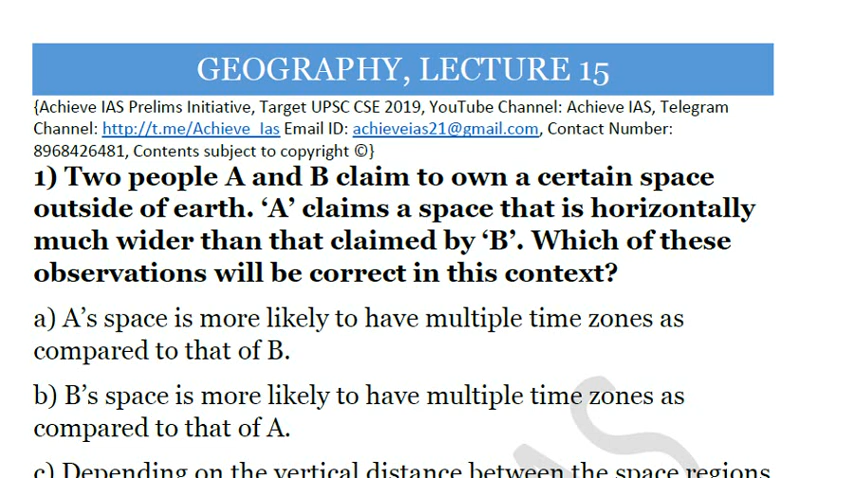 GEOGRAPHY, LECTURE 15
{Achieve IAS Prelims Initiative, Target UPSC CSE 2019, YouTube Channel: Achieve IAS, Telegram
Channel: http://t.me/Achieve_Ias Email ID: achieveias21@gmail.com, Contact Number:
8968426481, Contents subject to copyright ©}
1) Two people A and B claim to own a certain space
outside of earth. ‘A’ claims a space that is horizontally
much wider than that claimed by ‘B’. Which of these
observations will be correct in this context?
a) A’s space is more likely to have multiple time zones as
compared to that of B.
b) B’s space is more likely to have multiple time zones as
compared to that of A.
c) Depending on the vertical distance between the space regions